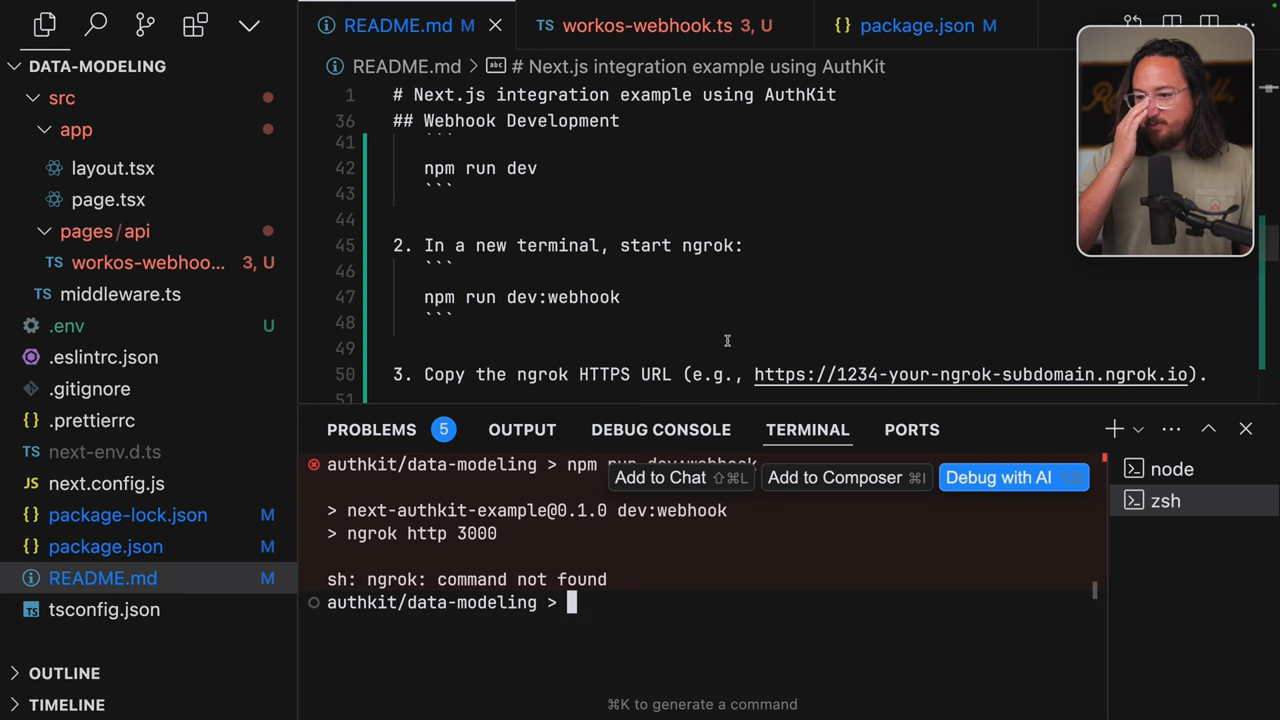 README.md M
TS workos-webhook.ts 3, U
{} package.json M
DATA-MODELING
src
app
layout.tsx
page.tsx
pages/api
TS workos-webhoo... 3, U
TS middleware.ts
.env U
.eslintrc.json
.gitignore
{} .prettierrc
next-env.d.ts
JS next.config.js
{} package-lock.json M
{} package.json M
README.md M
TS tsconfig.json
OUTLINE
TIMELINE
README.md > abc # Next.js integration example using AuthKit
1 # Next.js integration example using AuthKit
36 ## Webhook Development
41 ```
42 npm run dev
43 ```
44
45 2. In a new terminal, start ngrok:
46 ```
47 npm run dev:webhook
48 ```
49
50 3. Copy the ngrok HTTPS URL (e.g., https://1234-your-ngrok-subdomain.ngrok.io).
51
PROBLEMS 5 OUTPUT DEBUG CONSOLE TERMINAL PORTS
authkit/data-modeling > npm run dev:webhook
Add to Chat ⇧⌘L Add to Composer ⌘I Debug with AI
> next-authkit-example@0.1.0 dev:webhook
> ngrok http 3000
sh: ngrok: command not found
authkit/data-modeling >
node
zsh
⌘K to generate a command